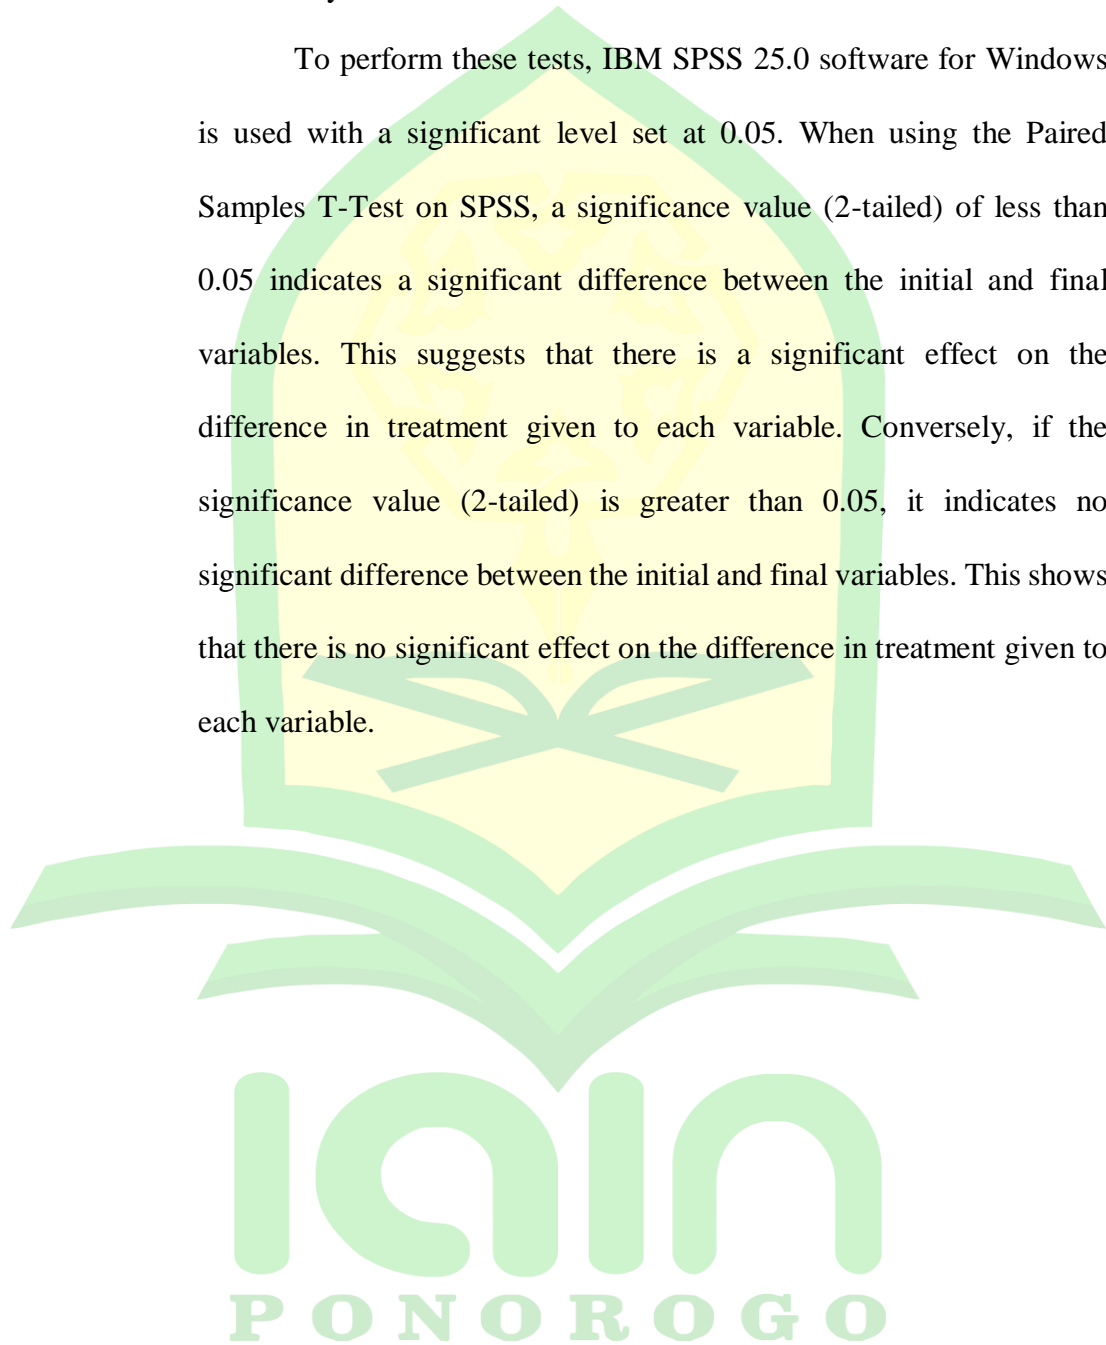 To perform these tests, IBM SPSS 25.0 software for Windows
is used with a significant level set at 0.05. When using the Paired
Samples T-Test on SPSS, a significance value (2-tailed) of less than
0.05 indicates a significant difference between the initial and final
variables. This suggests that there is a significant effect on the
difference in treatment given to each variable. Conversely, if the
significance value (2-tailed) is greater than 0.05, it indicates no
significant difference between the initial and final variables. This shows
that there is no significant effect on the difference in treatment given to
each variable.
iain
PONOROGO